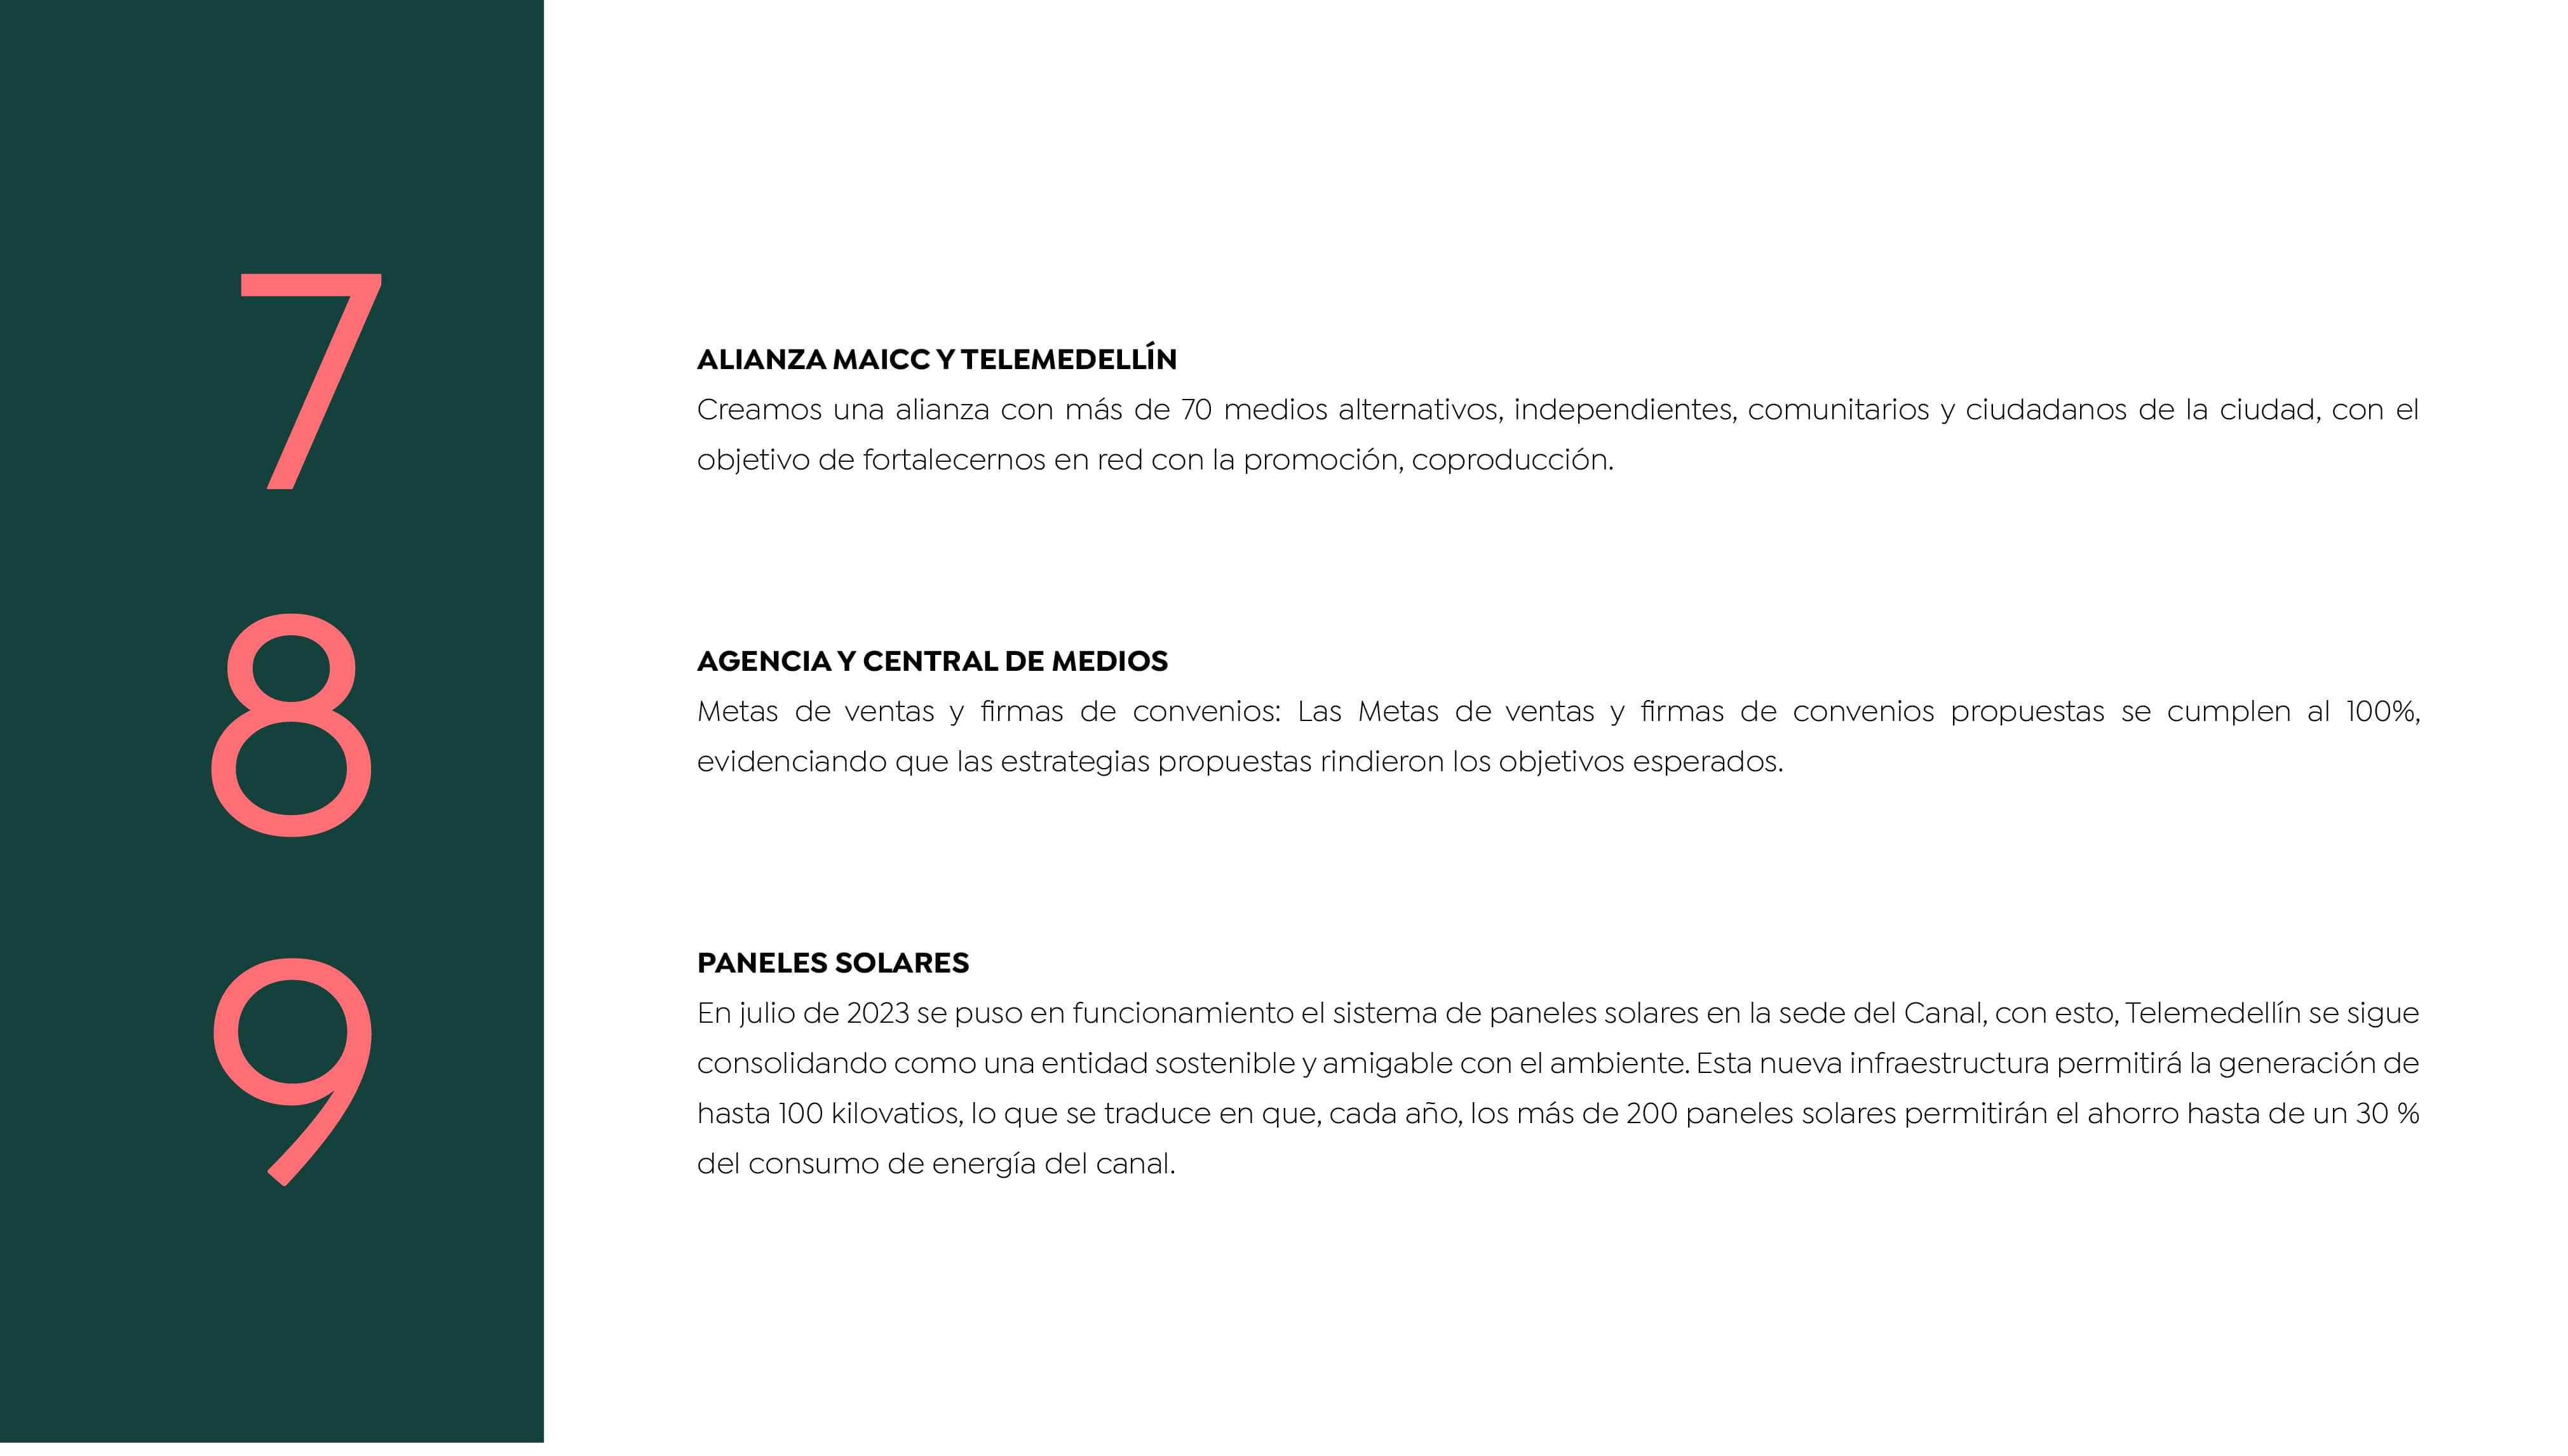 7
ALIANZA MAICC Y TELEMEDELLÍN
Creamos una alianza con más de 70 medios alternativos, independientes, comunitarios y ciudadanos de la ciudad, con el
objetivo de fortalecernos en red con la promoción, coproducción.
8
AGENCIA Y CENTRAL DE MEDIOS
Metas de ventas y firmas de convenios: Las Metas de ventas y firmas de convenios propuestas se cumplen al 100%,
evidenciando que las estrategias propuestas rindieron los objetivos esperados.
9
PANELES SOLARES
En julio de 2023 se puso en funcionamiento el sistema de paneles solares en la sede del Canal, con esto, Telemedellín se sigue
consolidando como una entidad sostenible y amigable con el ambiente. Esta nueva infraestructura permitirá la generación de
hasta 100 kilovatios, lo que se traduce en que, cada año, los más de 200 paneles solares permitirán el ahorro hasta de un 30 %
del consumo de energía del canal.